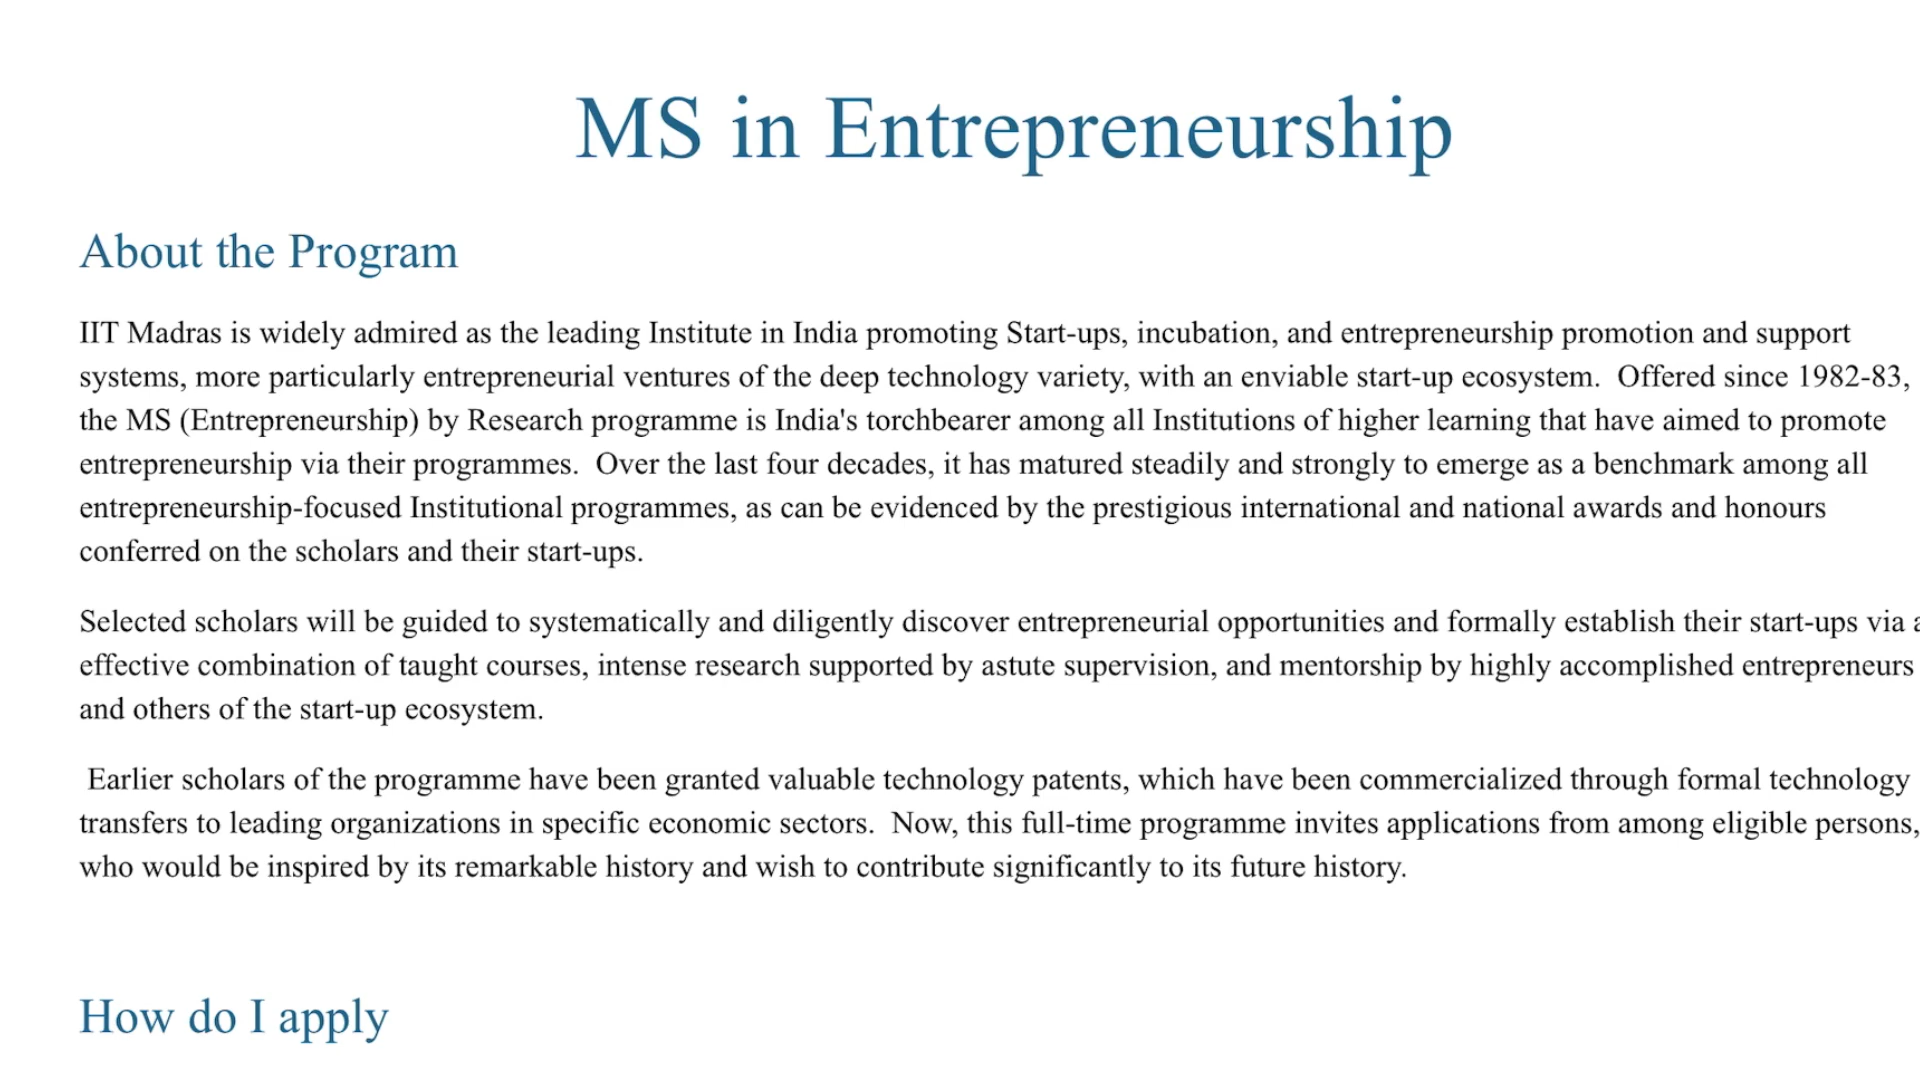 MS in Entrepreneurship
About the Program
IIT Madras is widely admired as the leading Institute in India promoting Start-ups, incubation, and entrepreneurship promotion and support
systems, more particularly entrepreneurial ventures of the deep technology variety, with an enviable start-up ecosystem.  Offered since 1982-83,
the MS (Entrepreneurship) by Research programme is India's torchbearer among all Institutions of higher learning that have aimed to promote
entrepreneurship via their programmes.  Over the last four decades, it has matured steadily and strongly to emerge as a benchmark among all
entrepreneurship-focused Institutional programmes, as can be evidenced by the prestigious international and national awards and honours
conferred on the scholars and their start-ups.
Selected scholars will be guided to systematically and diligently discover entrepreneurial opportunities and formally establish their start-ups via
effective combination of taught courses, intense research supported by astute supervision, and mentorship by highly accomplished entrepreneurs
and others of the start-up ecosystem.
Earlier scholars of the programme have been granted valuable technology patents, which have been commercialized through formal technology
transfers to leading organizations in specific economic sectors.  Now, this full-time programme invites applications from among eligible persons,
who would be inspired by its remarkable history and wish to contribute significantly to its future history.
How do I apply